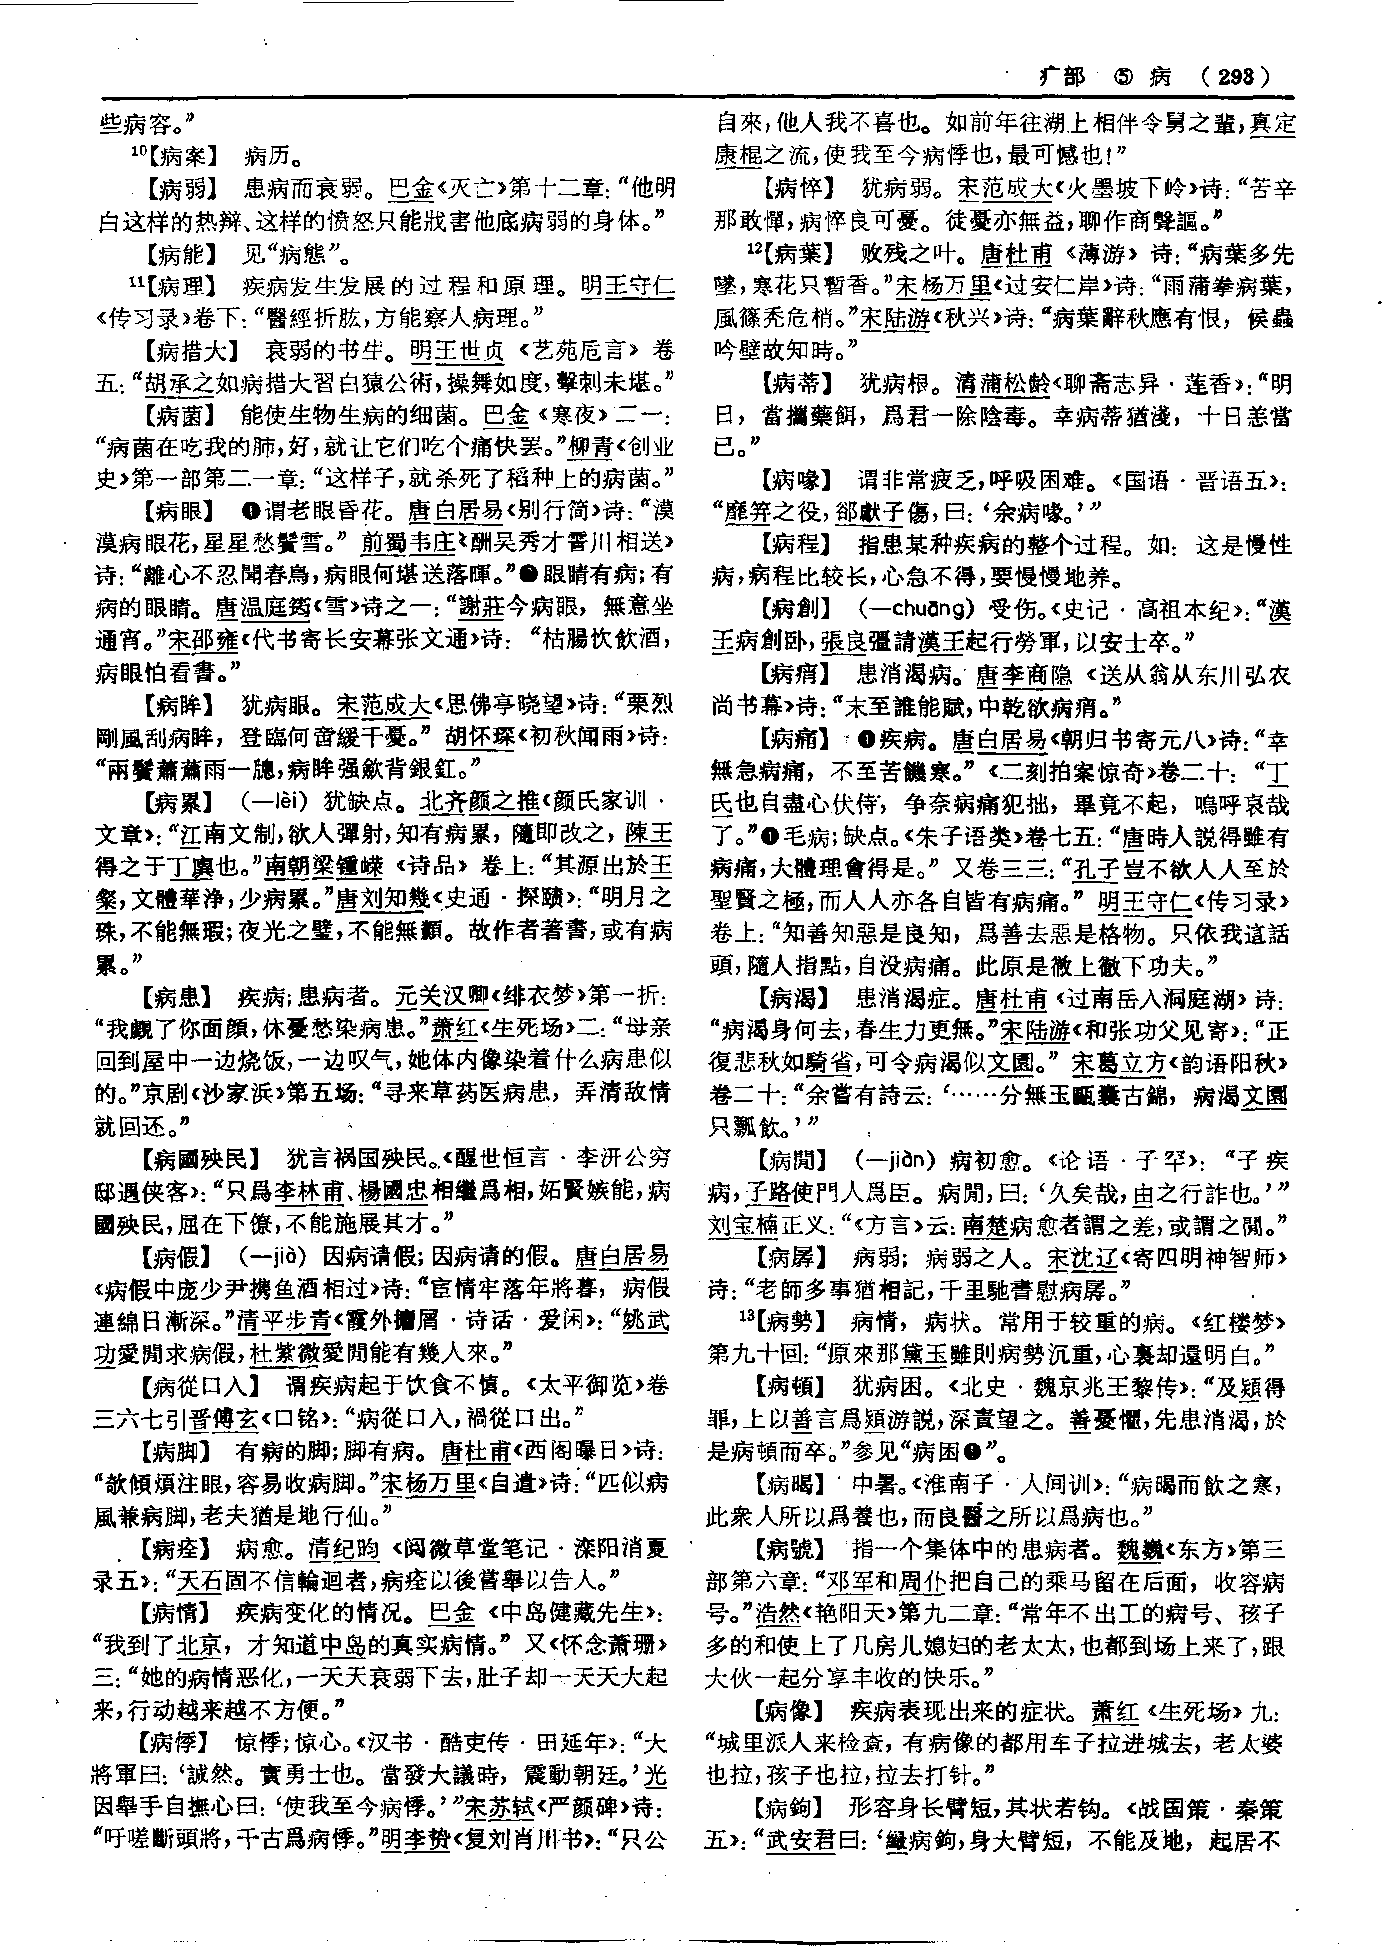 疒部 ⑤ 病 （293）
些病容。”
¹⁰【病案】 病历。
【病弱】 患病而衰弱。巴金《灭亡》第十二章：“他明
白这样的热辩、这样的愤怒只能戕害他底病弱的身体。”
【病能】 见“病態”。
¹¹【病理】 疾病发生发展的过程和原理。明王守仁
《传习录》卷下：“醫經折肱，方能察人病理。”
【病措大】 衰弱的书生。明王世贞《艺苑卮言》卷
五：“胡承之如病措大習白猿公術，操舞如度，擊刺未堪。”
【病菌】 能使生物生病的细菌。巴金《寒夜》二一：
“病菌在吃我的肺，好，就让它们吃个痛快罢。”柳青《创业
史》第一部第二一章：“这样子，就杀死了稻种上的病菌。”
【病眼】 ❶谓老眼昏花。唐白居易《别行简》诗：“漠
漠病眼花，星星愁鬢雪。”前蜀韦庄《酬吴秀才霅川相送》
诗：“離心不忍聞春鳥，病眼何堪送落暉。”❷眼睛有病；有
病的眼睛。唐温庭筠《雪》诗之一：“謝莊今病眼，無意坐
通宵。”宋邵雍《代书寄长安幕张文通》诗：“枯腸饮飲酒，
病眼怕看書。”
【病眸】 犹病眼。宋范成大《思佛亭晓望》诗：“栗烈
剛風刮病眸，登臨何啻緩千憂。”胡怀琛《初秋闻雨》诗：
“兩鬢蕭蕭雨一牕，病眸强歛背銀釭。”
【病累】 （—lèi）犹缺点。北齐颜之推《颜氏家训·
文章》：“江南文制，欲人彈射，知有病累，隨即改之，陳王
得之于丁廙也。”南朝梁鍾嵘《诗品》卷上：“其源出於王
粲，文體華净，少病累。”唐刘知幾《史通·探赜》：“明月之
珠，不能無瑕；夜光之璧，不能無纇。故作者著書，或有病
累。”
【病患】 疾病；患病者。元关汉卿《绯衣梦》第一折：
“我覷了你面顔，休憂愁染病患。”萧红《生死场》二：“母亲
回到屋中一边烧饭，一边叹气，她体内像染着什么病患似
的。”京剧《沙家浜》第五场：“寻来草药医病患，弄清敌情
就回还。”
【病國殃民】 犹言祸国殃民。《醒世恒言·李汧公穷
邸遇侠客》：“只爲李林甫、楊國忠相繼爲相，妬賢嫉能，病
國殃民，屈在下僚，不能施展其才。”
【病假】 （—jià）因病请假；因病请的假。唐白居易
《病假中庞少尹携鱼酒相过》诗：“宦情牢落年將暮，病假
連綿日漸深。”清平步青《霞外攟屑·诗话·爱闲》：“姚武
功愛閒求病假，杜紫微愛閒能有幾人來。”
【病從口入】 谓疾病起于饮食不慎。《太平御览》卷
三六七引晋傅玄《口铭》：“病從口入，禍從口出。”
【病脚】 有病的脚；脚有病。唐杜甫《西阁曝日》诗：
“欹傾煩注眼，容易收病脚。”宋杨万里《自遣》诗：“匹似病
風兼病脚，老夫猶是地行仙。”
【病痊】 病愈。清纪昀《阅微草堂笔记·滦阳消夏
录五》：“天石固不信輪迴者，病痊以後嘗舉以告人。”
【病情】 疾病变化的情况。巴金《中岛健藏先生》：
“我到了北京，才知道中岛的真实病情。”又《怀念萧珊》
三：“她的病情恶化，一天天衰弱下去，肚子却一天天大起
来，行动越来越不方便。”
【病悸】 惊悸；惊心。《汉书·酷吏传·田延年》：“大
將軍曰：‘誠然。實勇士也。當發大議時，震動朝廷。’光
因舉手自撫心曰：‘使我至今病悸。’”宋苏轼《严颜碑》诗：
“吁嗟斷頭將，千古爲病悸。”明李贽《复刘肖川书》：“只公
自來，他人我不喜也。如前年往湖上相伴令舅之輩，真定
康棍之流，使我至今病悸也，最可憾也！”
【病悴】 犹病弱。宋范成大《火墨坡下岭》诗：“苦辛
那敢憚，病悴良可憂。徒憂亦無益，聊作商聲謳。”
¹²【病葉】 败残之叶。唐杜甫《薄游》诗：“病葉多先
墜，寒花只暫香。”宋杨万里《过安仁岸》诗：“雨蒲拳病葉，
風篠秃危梢。”宋陆游《秋兴》诗：“病葉辭秋應有恨，候蟲
吟壁故知時。”
【病蒂】 犹病根。清蒲松龄《聊斋志异·莲香》：“明
日，當攜藥餌，爲君一除陰毒。幸病蒂猶淺，十日恙當
已。”
【病喙】 谓非常疲乏，呼吸困难。《国语·晋语五》：
“靡笄之役，郤獻子傷，曰：‘余病喙。’”
【病程】 指患某种疾病的整个过程。如：这是慢性
病，病程比较长，心急不得，要慢慢地养。
【病創】 （—chuāng）受伤。《史记·高祖本纪》：“漢
王病創卧，張良彊請漢王起行勞軍，以安士卒。”
【病痟】 患消渴病。唐李商隐《送从翁从东川弘农
尚书幕》诗：“末至誰能賦，中乾欲病痟。”
【病痛】 ❶疾病。唐白居易《朝归书寄元八》诗：“幸
無急病痛，不至苦饑寒。”《二刻拍案惊奇》卷二十：“丁
氏也自盡心伏侍，争奈病痛犯拙，畢竟不起，嗚呼哀哉
了。”❷毛病；缺点。《朱子语类》卷七五：“唐時人説得雖有
病痛，大體理會得是。”又卷三三：“孔子豈不欲人人至於
聖賢之極，而人人亦各自皆有病痛。”明王守仁《传习录》
卷上：“知善知惡是良知，爲善去惡是格物。只依我這話
頭，隨人指點，自没病痛。此原是徹上徹下功夫。”
【病渴】 患消渴症。唐杜甫《过南岳入洞庭湖》诗：
“病渴身何去，春生力更無。”宋陆游《和张功父见寄》：“正
復悲秋如騎省，可令病渴似文園。”宋葛立方《韵语阳秋》
卷二十：“余嘗有詩云：‘……分無玉甌囊古錦，病渴文園
只瓢飲。’”
【病間】 （—jiàn）病初愈。《论语·子罕》：“子疾
病，子路使門人爲臣。病閒，曰：‘久矣哉，由之行詐也。’”
刘宝楠正义：“《方言》云：南楚病愈者謂之差，或謂之閒。”
【病孱】 病弱；病弱之人。宋沈辽《寄四明神智师》
诗：“老師多事猶相記，千里馳書慰病孱。”
¹³【病勢】 病情，病状。常用于较重的病。《红楼梦》
第九十回：“原來那黛玉雖則病勢沉重，心裏却還明白。”
【病頓】 犹病困。《北史·魏京兆王黎传》：“及熲得
罪，上以善言爲熲游説，深責望之。善憂懼，先患消渴，於
是病頓而卒。”参见“病困❶”。
【病暍】 中暑。《淮南子·人间训》：“病暍而飲之寒，
此衆人所以爲養也，而良醫之所以爲病也。”
【病號】 指一个集体中的患病者。魏巍《东方》第三
部第六章：“邓军和周仆把自己的乘马留在后面，收容病
号。”浩然《艳阳天》第九二章：“常年不出工的病号、孩子
多的和使上了几房儿媳妇的老太太，也都到场上来了，跟
大伙一起分享丰收的快乐。”
【病像】 疾病表现出来的症状。萧红《生死场》九：
“城里派人来检查，有病像的都用车子拉进城去，老太婆
也拉，孩子也拉，拉去打针。”
【病鉤】 形容身长臂短，其状若钩。《战国策·秦策
五》：“武安君曰：‘繓病鉤，身大臂短，不能及地，起居不